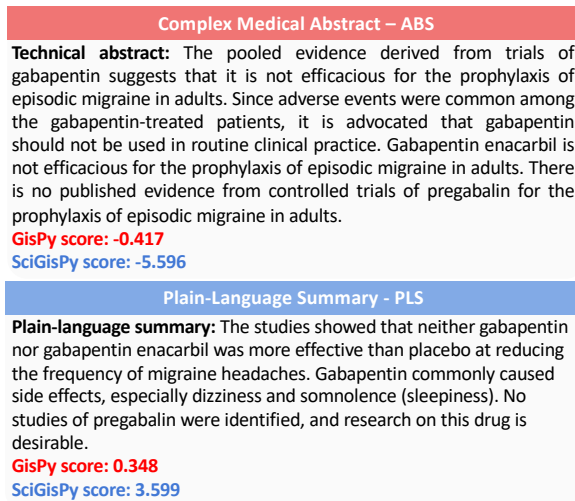 Complex Medical Abstract – ABS
Technical abstract: The pooled evidence derived from trials of
gabapentin suggests that it is not efficacious for the prophylaxis of
episodic migraine in adults. Since adverse events were common among
the gabapentin-treated patients, it is advocated that gabapentin
should not be used in routine clinical practice. Gabapentin enacarbil is
not efficacious for the prophylaxis of episodic migraine in adults. There
is no published evidence from controlled trials of pregabalin for the
prophylaxis of episodic migraine in adults.
GisPy score: -0.417
SciGisPy score: -5.596
Plain-Language Summary - PLS
Plain-language summary: The studies showed that neither gabapentin
nor gabapentin enacarbil was more effective than placebo at reducing
the frequency of migraine headaches. Gabapentin commonly caused
side effects, especially dizziness and somnolence (sleepiness). No
studies of pregabalin were identified, and research on this drug is
desirable.
GisPy score: 0.348
SciGisPy score: 3.599